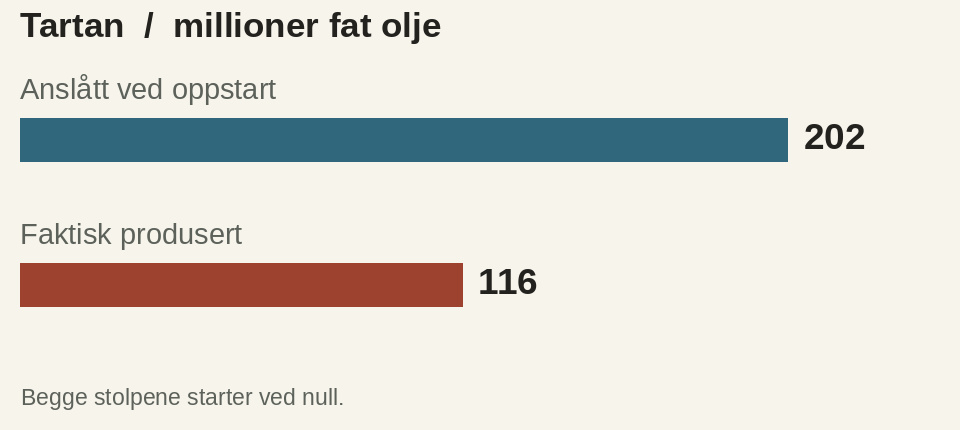 Tartan / millioner fat olje
Anslått ved oppstart
202
Faktisk produsert
116
Begge stolpene starter ved null.